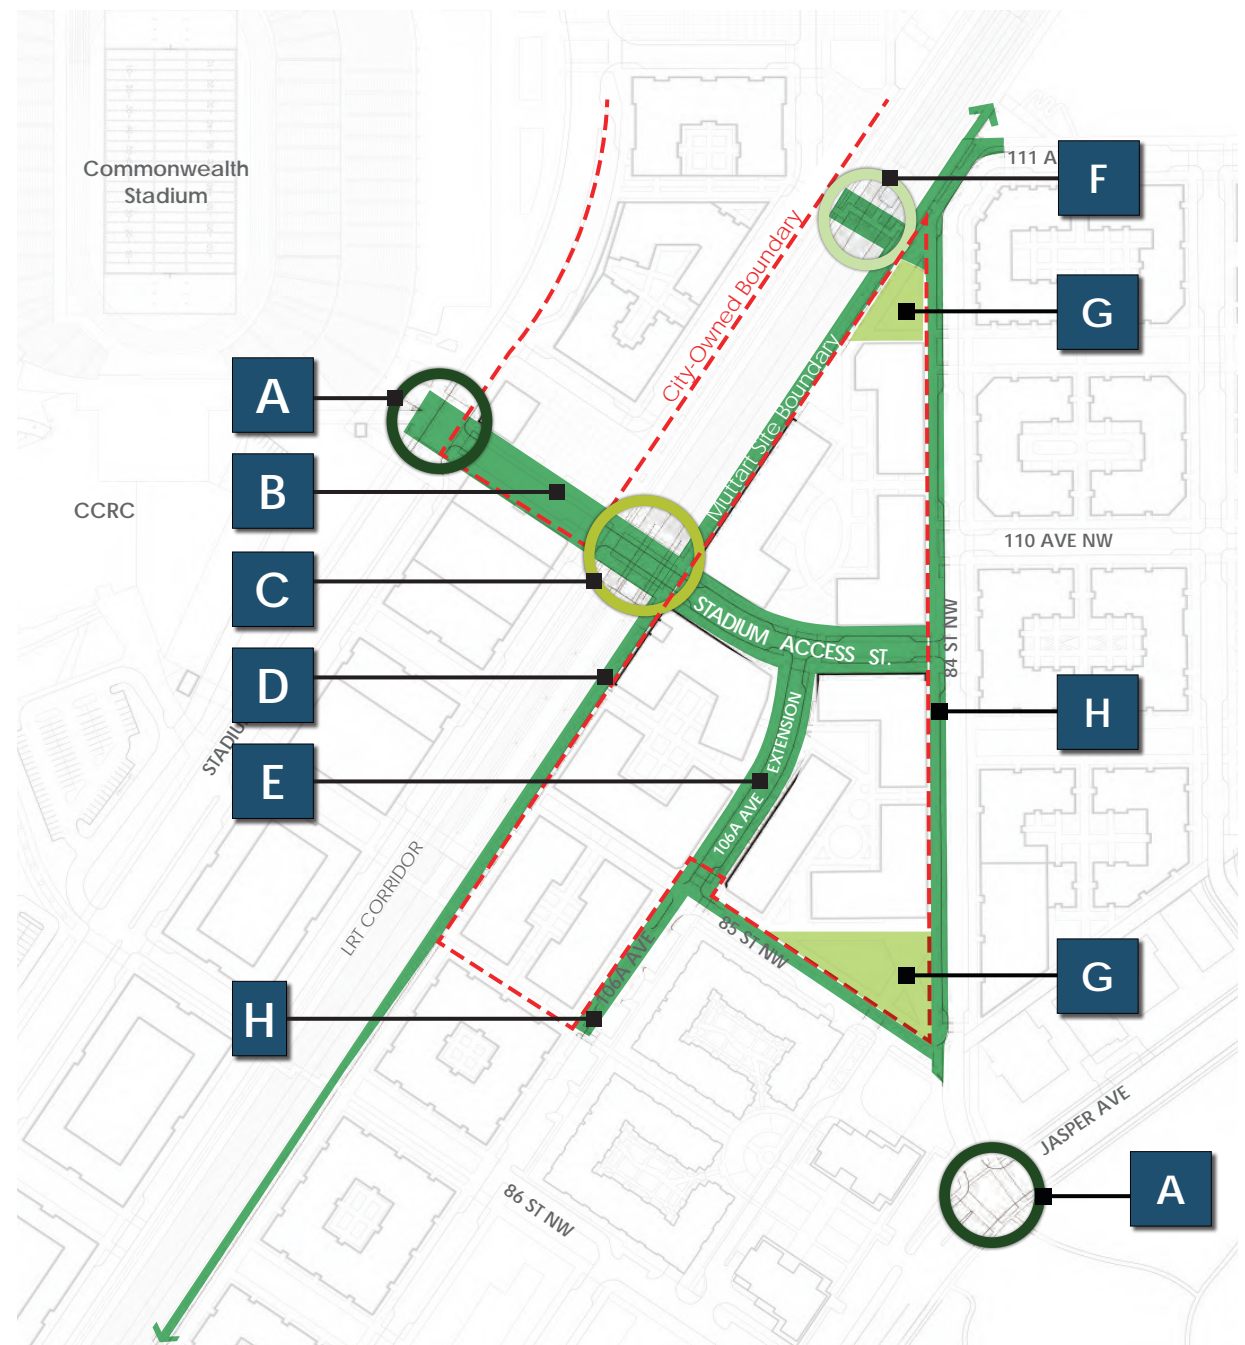 Commonwealth
Stadium
111 A
F
City-Owned Boundary
G
Muttart Site Boundary
A
B
CCRC
110 AVE NW
C
STADIUM ACCESS ST.
84 ST NW
D
H
STADIU
106A AVE EXTENSION
E
LRT CORRIDOR
85 ST NW
106A AVE
G
H
JASPER AVE
A
86 ST NW